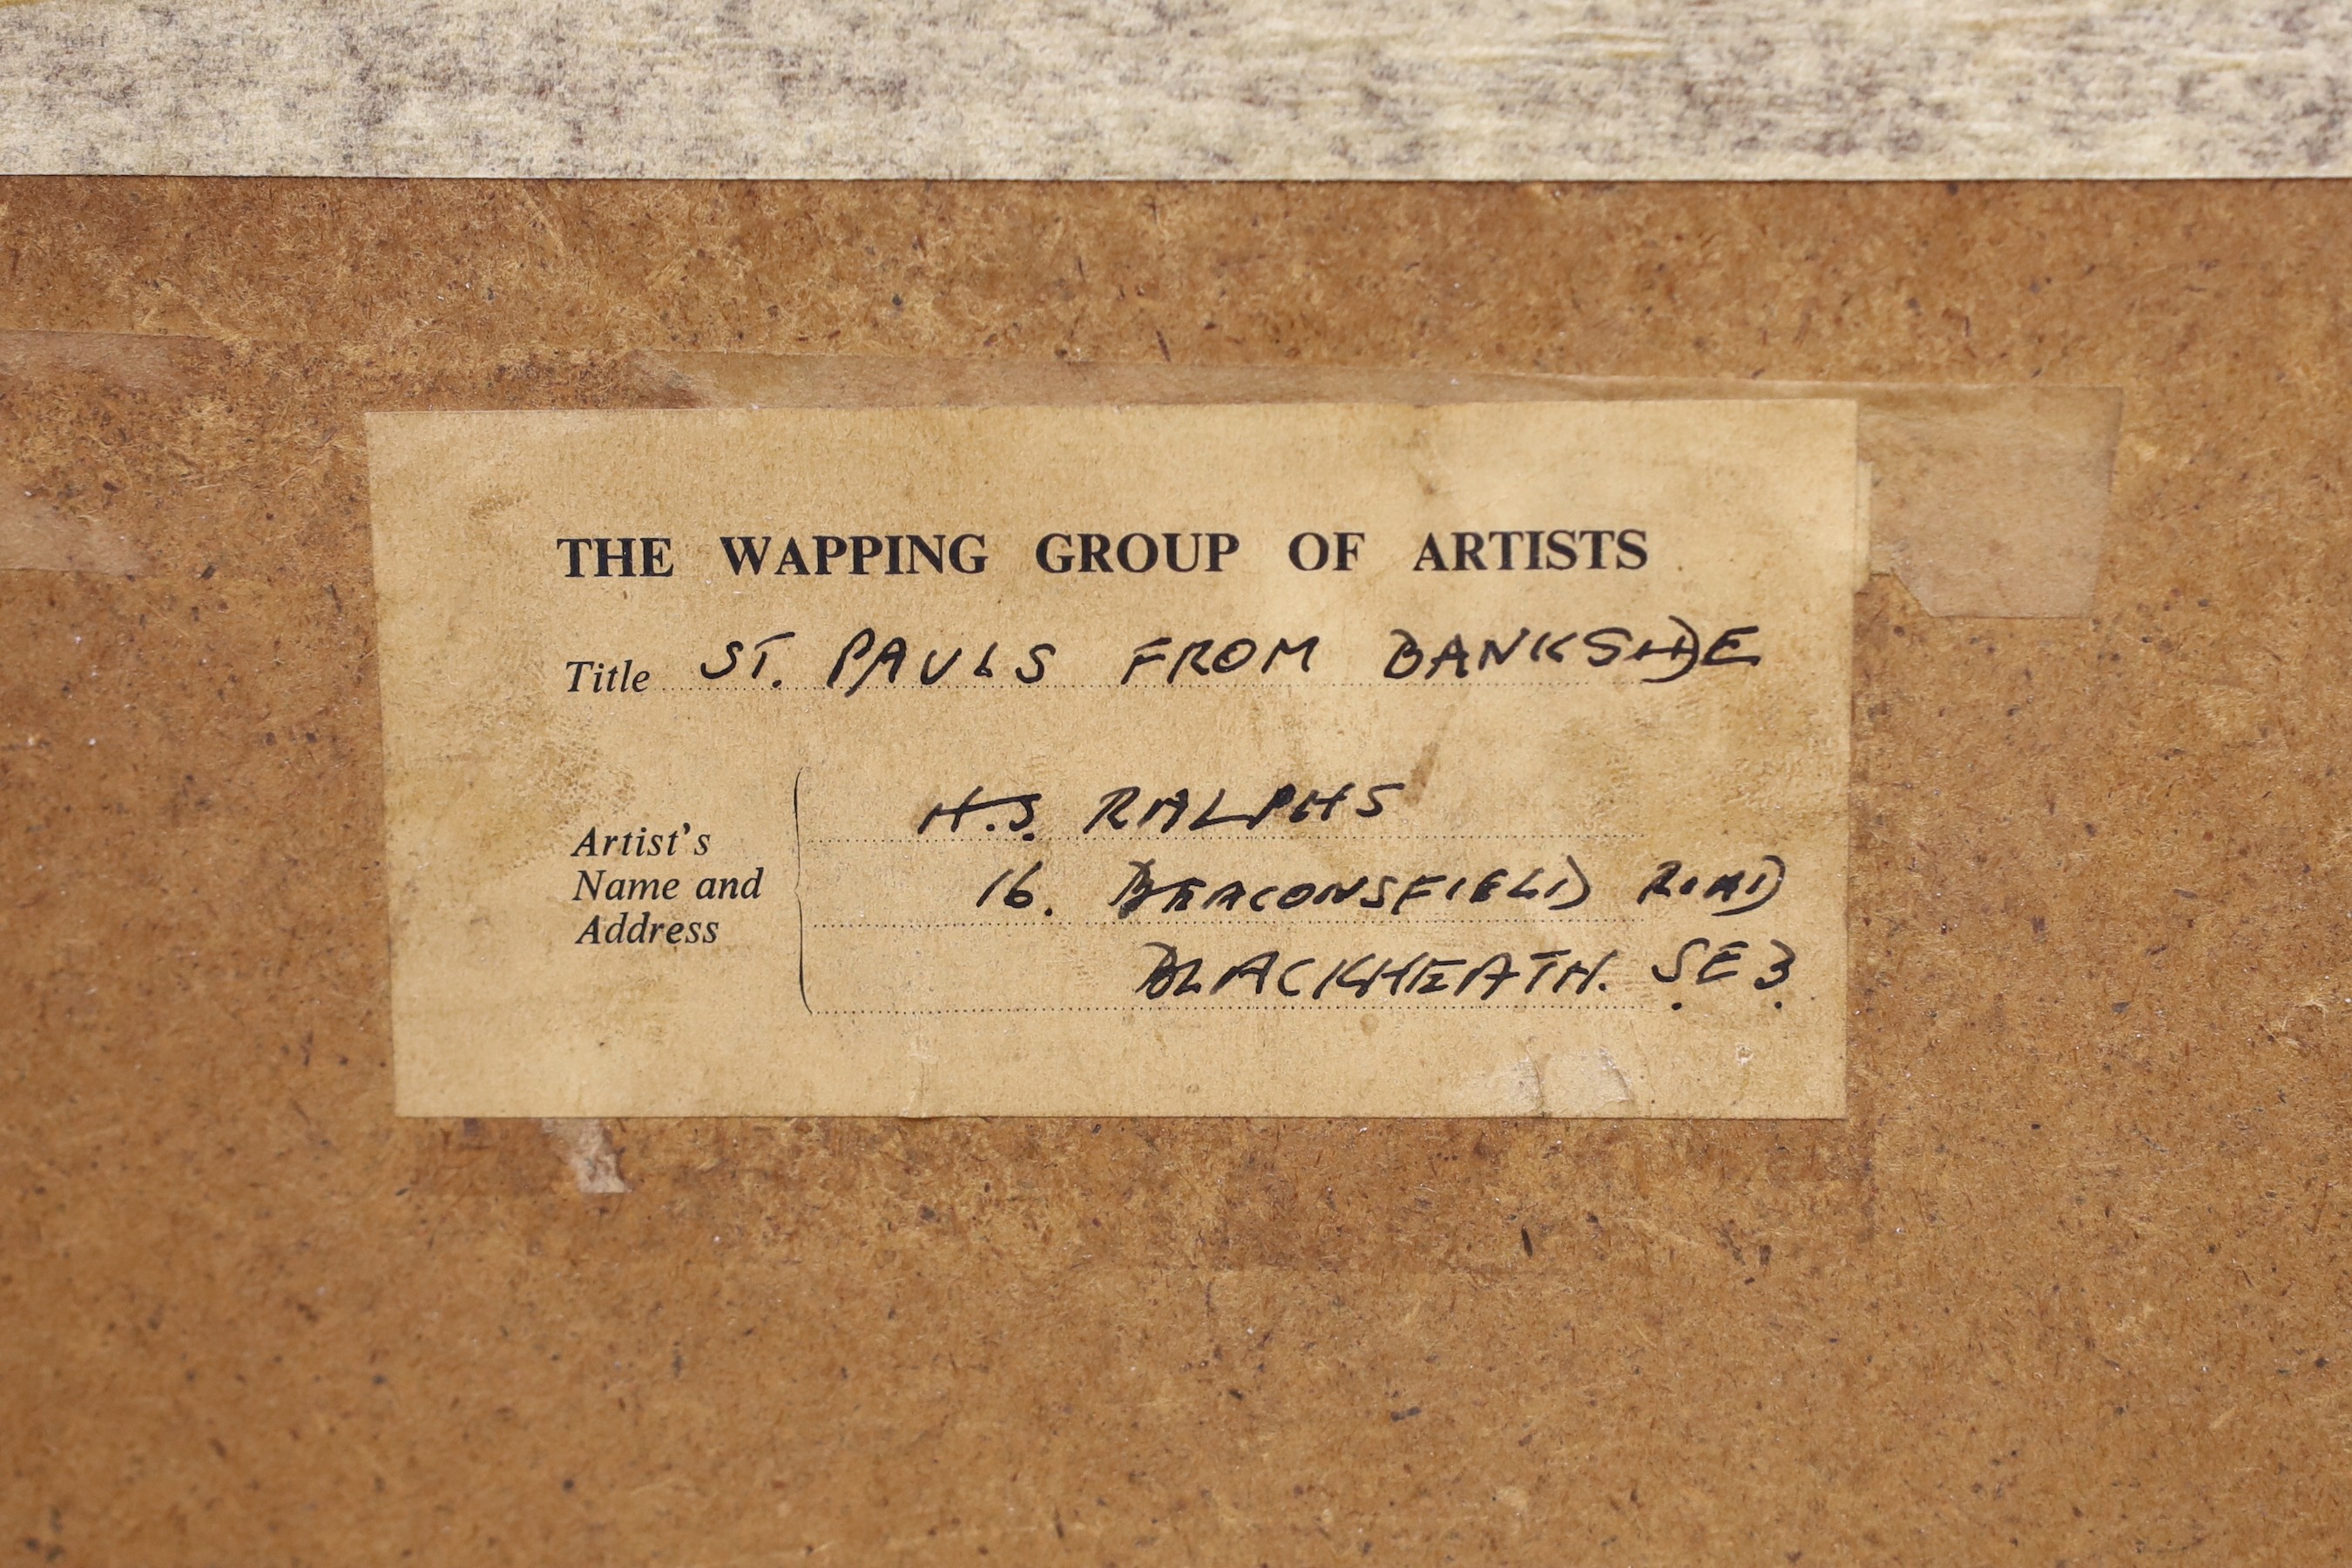 THE WAPPING GROUP OF ARTISTS
Title ST. PAULS FROM BANKSIDE
Artist's Name and Address
H.S. RALPHS
16. BEACONSFIELD ROAD
BLACKHEATH. SE3